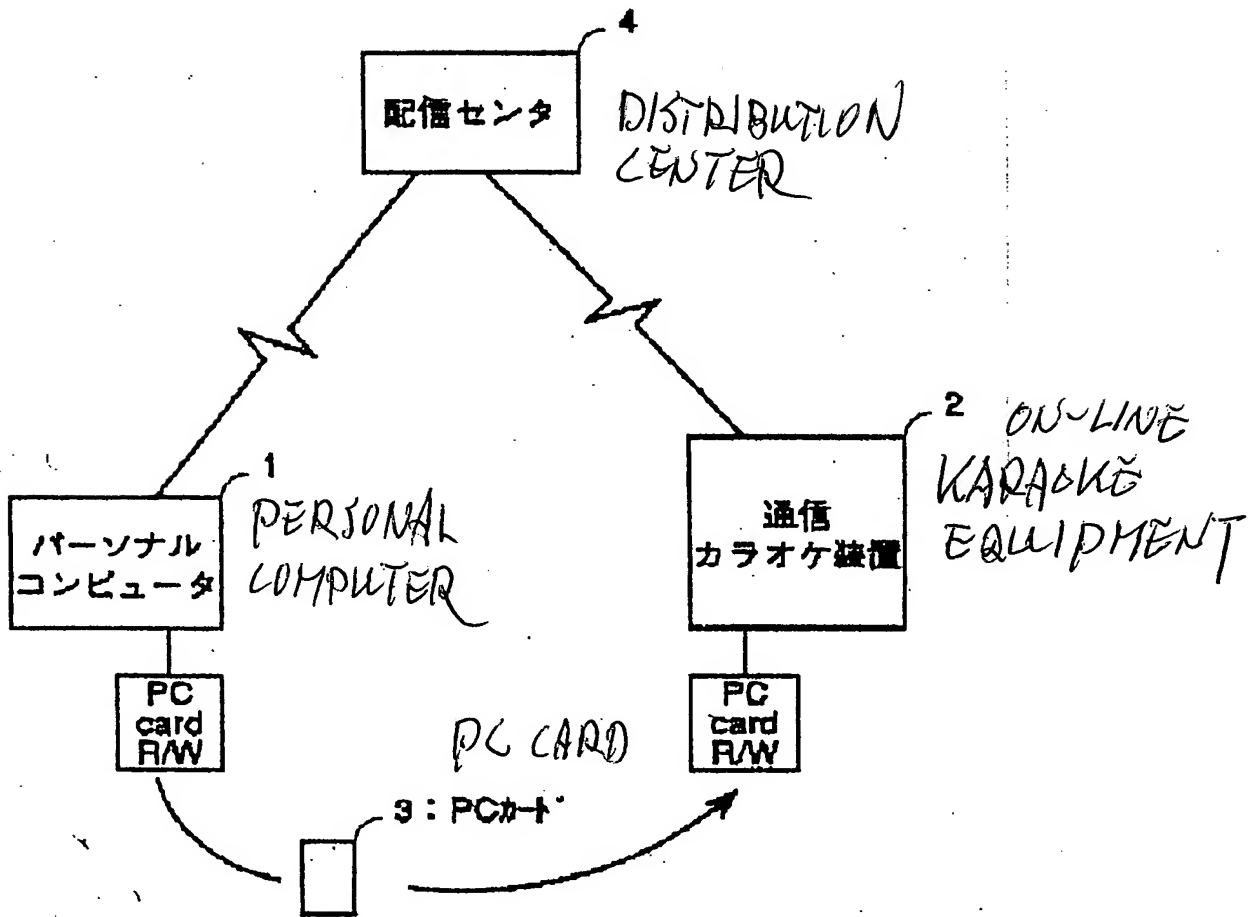 4
配信センタ
DISTRIBUTION
CENTER
2
ON-LINE
KARAOKE
EQUIPMENT
通信
カラオケ装置
1
PERSONAL
COMPUTER
パーソナル
コンピュータ
PC
card
R/W
PC CARD
PC
card
R/W
3：PCカード